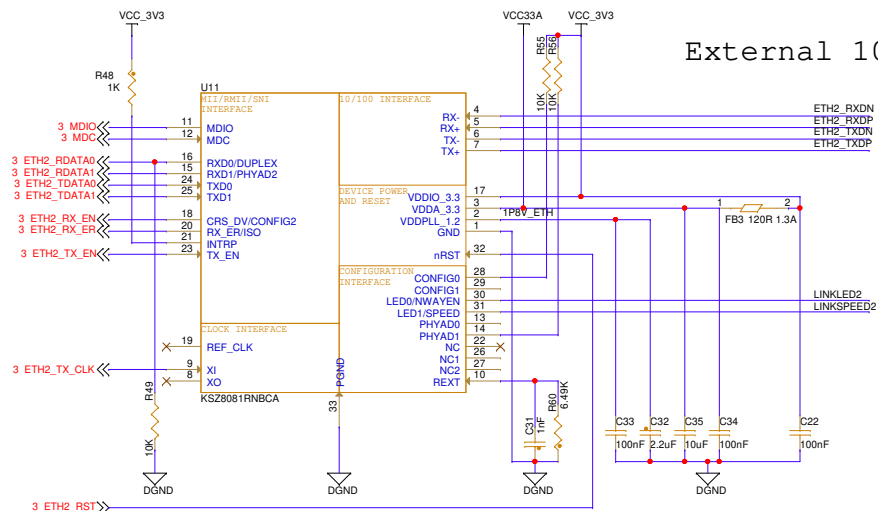 VCC_3V3
VCC33A
VCC_3V3
External 10
R48
1K
R55
10K
R56
10K
U11
MII/RMII/SNI
INTERFACE
10/100 INTERFACE
3 MDIO
11
MDIO
3 MDC
12
MDC
3 ETH2_RDATA0
16
RXD0/DUPLEX
3 ETH2_RDATA1
15
RXD1/PHYAD2
3 ETH2_TDATA0
24
TXD0
3 ETH2_TDATA1
25
TXD1
3 ETH2_RX_EN
18
CRS_DV/CONFIG2
3 ETH2_RX_ER
20
RX_ER/ISO
21
INTRP
3 ETH2_TX_EN
23
TX_EN
RX-
4
ETH2_RXDN
RX+
5
ETH2_RXDP
TX-
6
ETH2_TXDN
TX+
7
ETH2_TXDP
DEVICE POWER
AND RESET
VDDIO_3.3
17
VDDA_3.3
3
VDDPLL_1.2
2
1P8V_ETH
GND
1
nRST
32
1
2
FB3 120R 1.3A
CONFIGURATION
INTERFACE
CONFIG0
28
CONFIG1
29
LED0/NWAYEN
30
LINKLED2
LED1/SPEED
31
LINKSPEED2
PHYAD0
13
PHYAD1
14
NC
22
NC1
26
NC2
27
REXT
10
CLOCK INTERFACE
19
REF_CLK
3 ETH2_TX_CLK
9
XI
8
XO
PGND
33
KSZ8081RNBCA
R49
10K
C31
1nF
R60
6.49K
C33
100nF
C32
2.2uF
C35
10uF
C34
100nF
C22
100nF
DGND
DGND
DGND
DGND
3 ETH2_RST